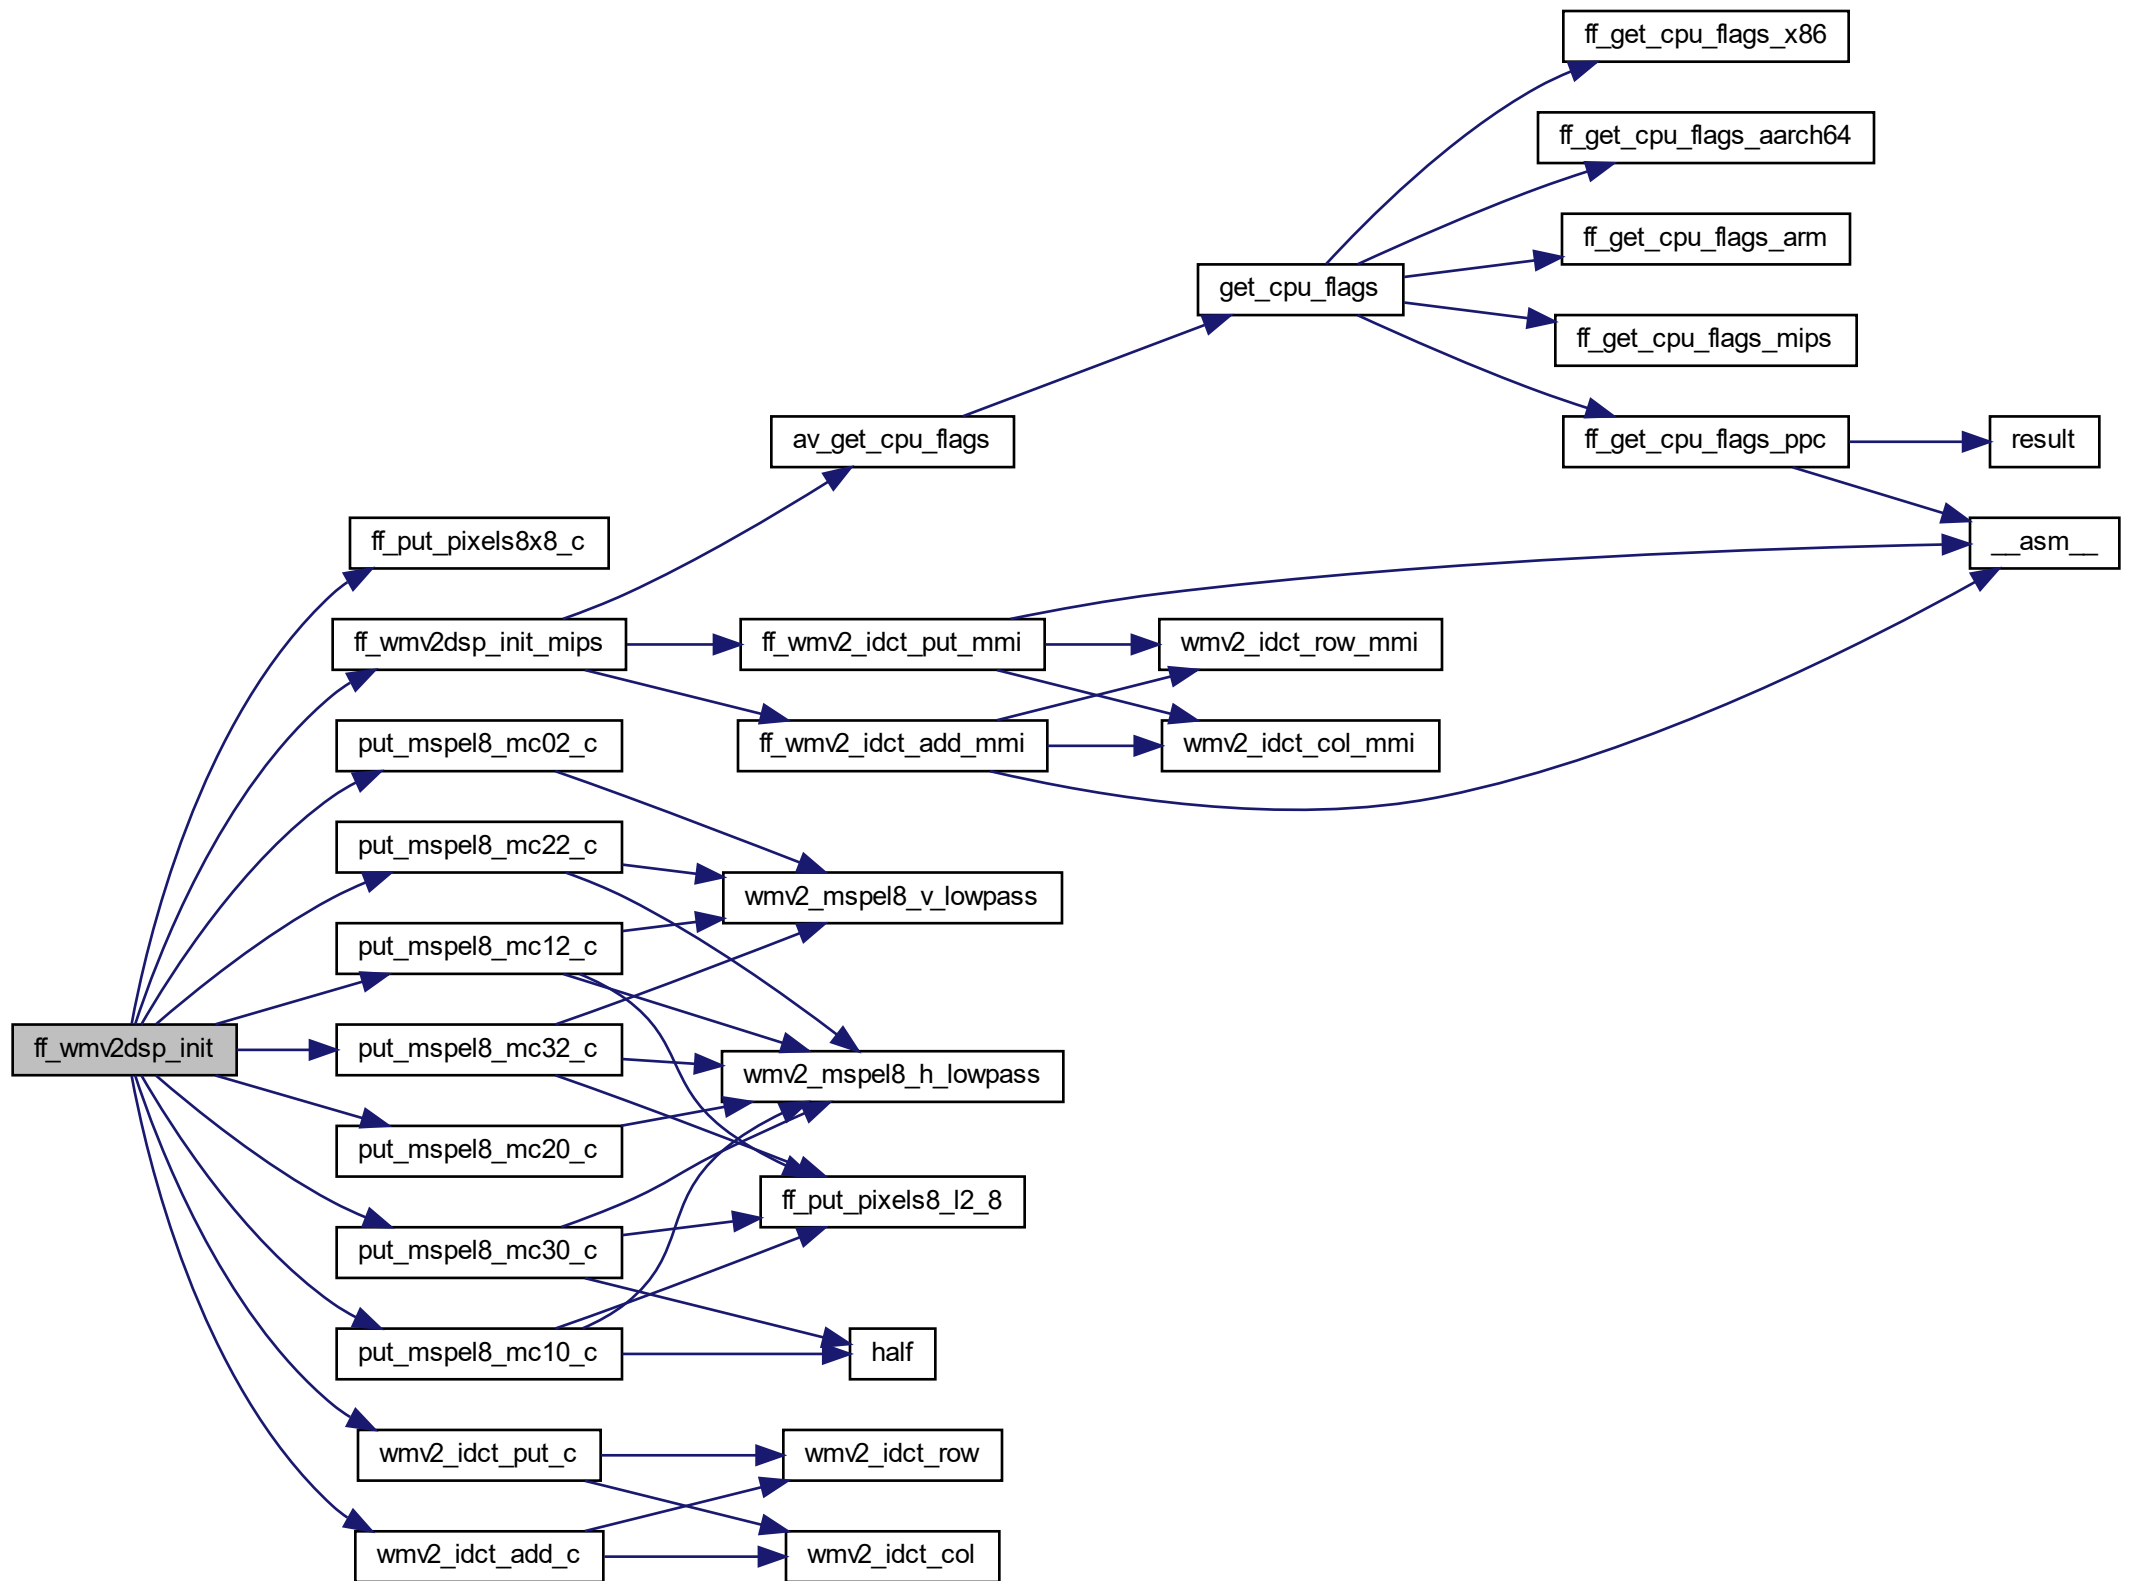 ff_get_cpu_flags_x86
ff_get_cpu_flags_aarch64
ff_get_cpu_flags_arm
get_cpu_flags
ff_get_cpu_flags_mips
av_get_cpu_flags
ff_get_cpu_flags_ppc
result
ff_put_pixels8x8_c
__asm__
ff_wmv2dsp_init_mips
ff_wmv2_idct_put_mmi
wmv2_idct_row_mmi
put_mspel8_mc02_c
ff_wmv2_idct_add_mmi
wmv2_idct_col_mmi
put_mspel8_mc22_c
wmv2_mspel8_v_lowpass
put_mspel8_mc12_c
ff_wmv2dsp_init
put_mspel8_mc32_c
wmv2_mspel8_h_lowpass
put_mspel8_mc20_c
ff_put_pixels8_l2_8
put_mspel8_mc30_c
put_mspel8_mc10_c
half
wmv2_idct_put_c
wmv2_idct_row
wmv2_idct_add_c
wmv2_idct_col